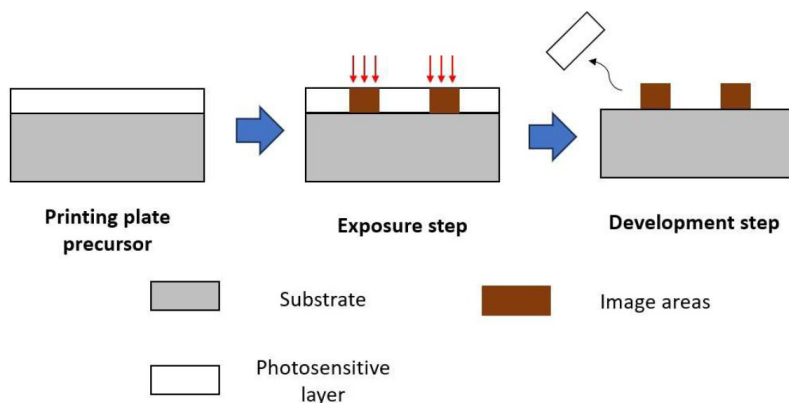 Printing plate
precursor
Exposure step
Development step
Substrate
Image areas
Photosensitive
layer